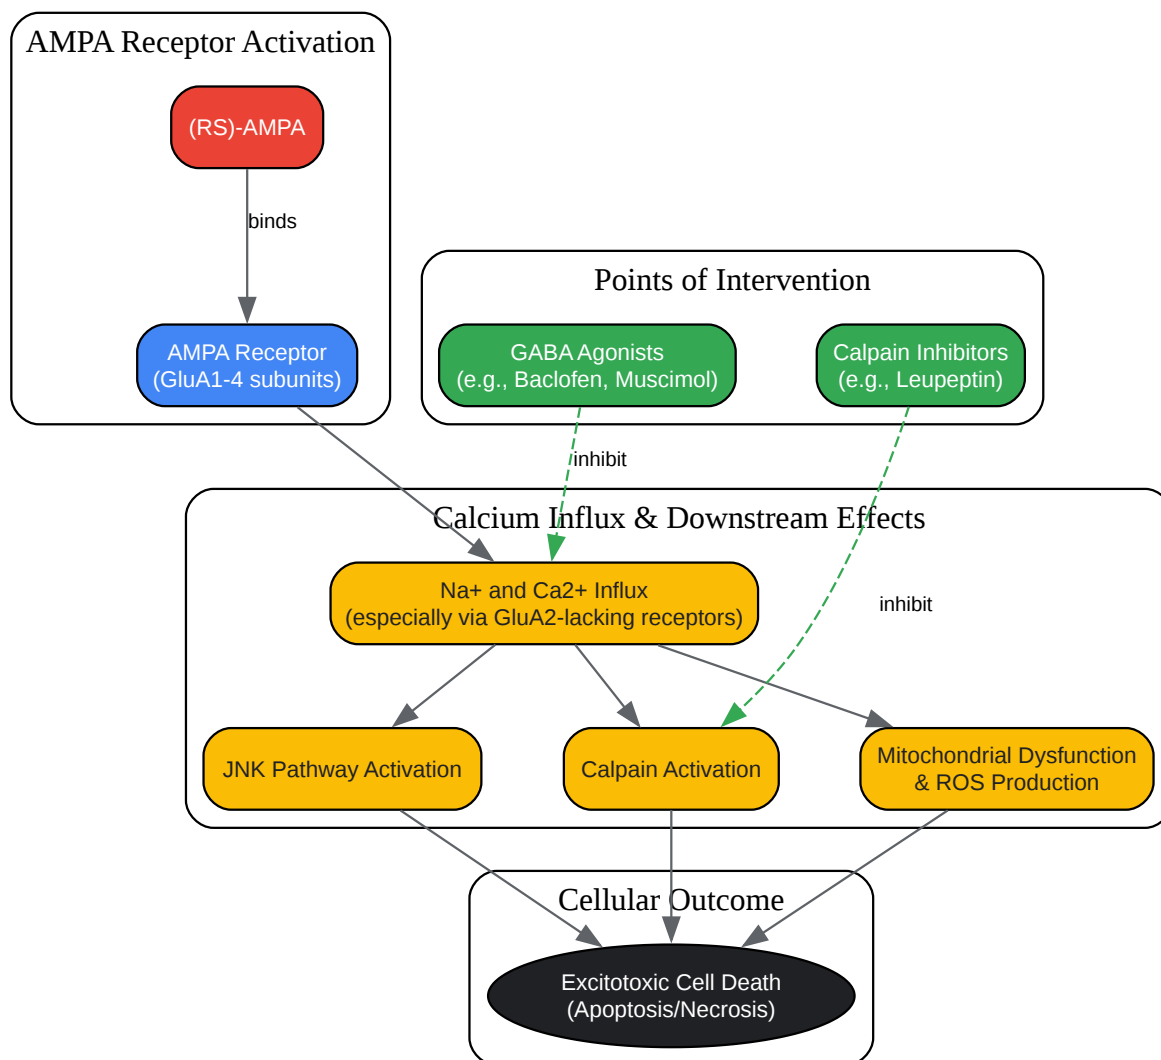 AMPA Receptor Activation
(RS)-AMPA
binds
AMPA Receptor
(GluA1-4 subunits)
Points of Intervention
GABA Agonists
(e.g., Baclofen, Muscimol)
Calpain Inhibitors
(e.g., Leupeptin)
inhibit
inhibit
Calcium Influx & Downstream Effects
Na+ and Ca2+ Influx
(especially via GluA2-lacking receptors)
JNK Pathway Activation
Calpain Activation
Mitochondrial Dysfunction
& ROS Production
Cellular Outcome
Excitotoxic Cell Death
(Apoptosis/Necrosis)